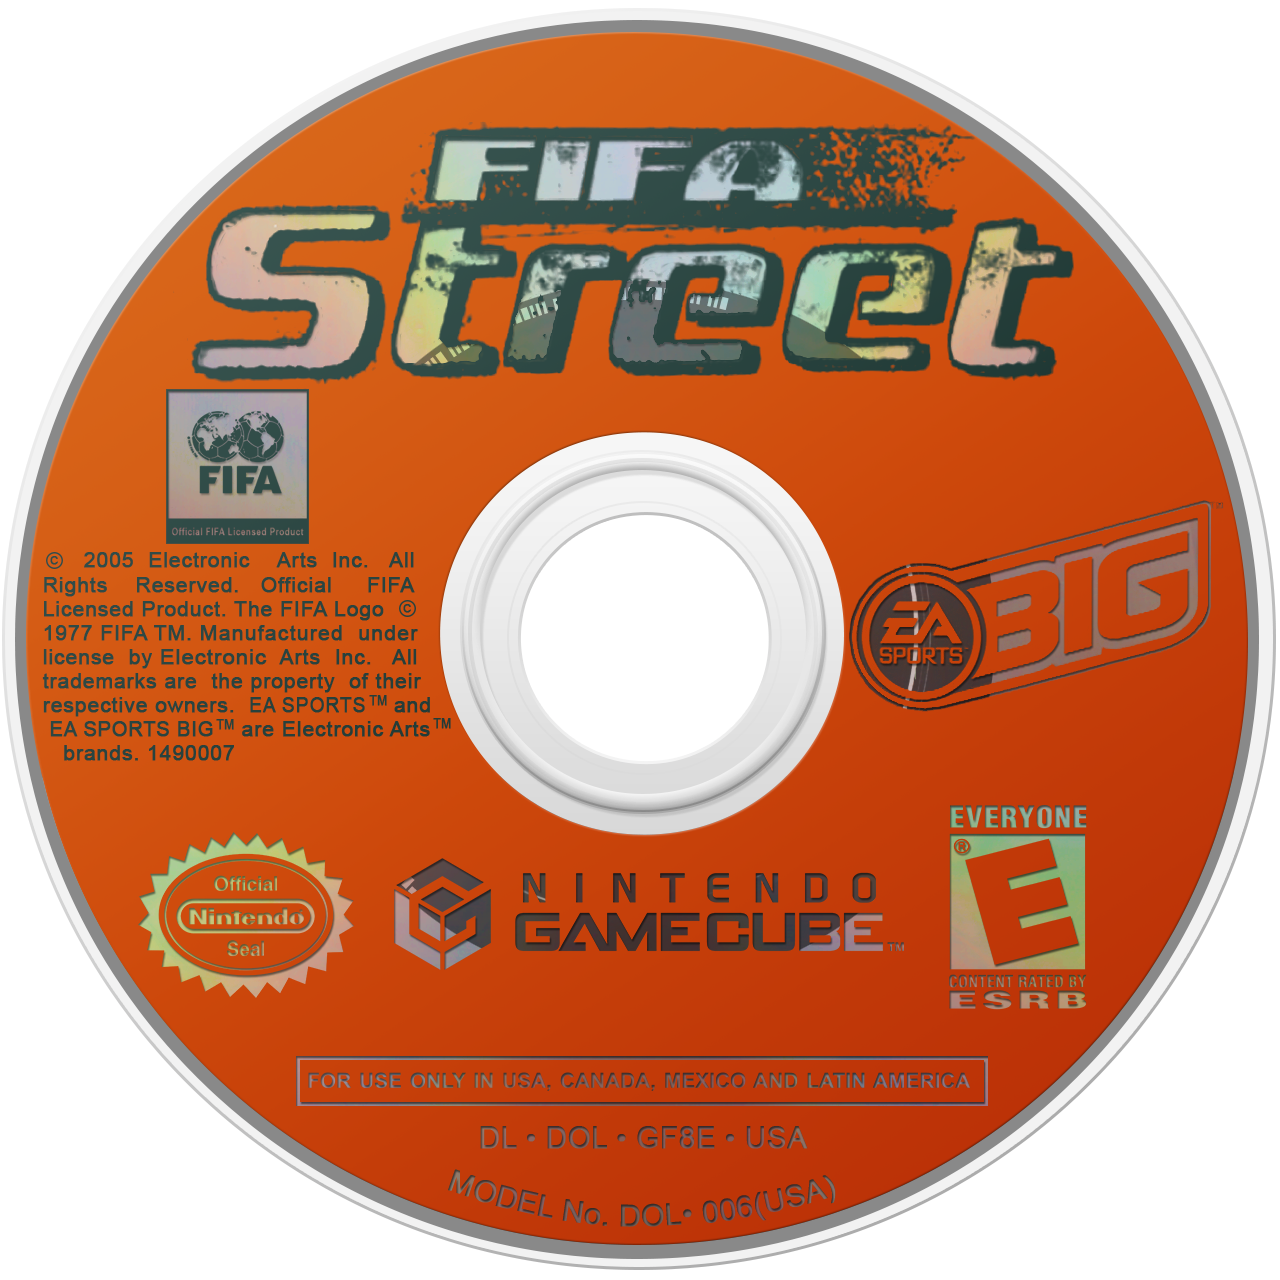 FIFA
Street
FIFA
Official FIFA Licensed Product
© 2005 Electronic Arts Inc. All
Rights Reserved. Official FIFA
Licensed Product. The FIFA Logo ©
1977 FIFA TM. Manufactured under
license by Electronic Arts Inc. All
trademarks are the property of their
respective owners. EA SPORTS™ and
EA SPORTS BIG™ are Electronic Arts™
brands. 1490007
EA
SPORTS™
BIG™
Official
Nintendo
Seal
NINTENDO
GAMECUBE™
EVERYONE
E®
CONTENT RATED BY
ESRB
FOR USE ONLY IN USA, CANADA, MEXICO AND LATIN AMERICA
DL • DOL • GF8E • USA
MODEL No. DOL• 006(USA)